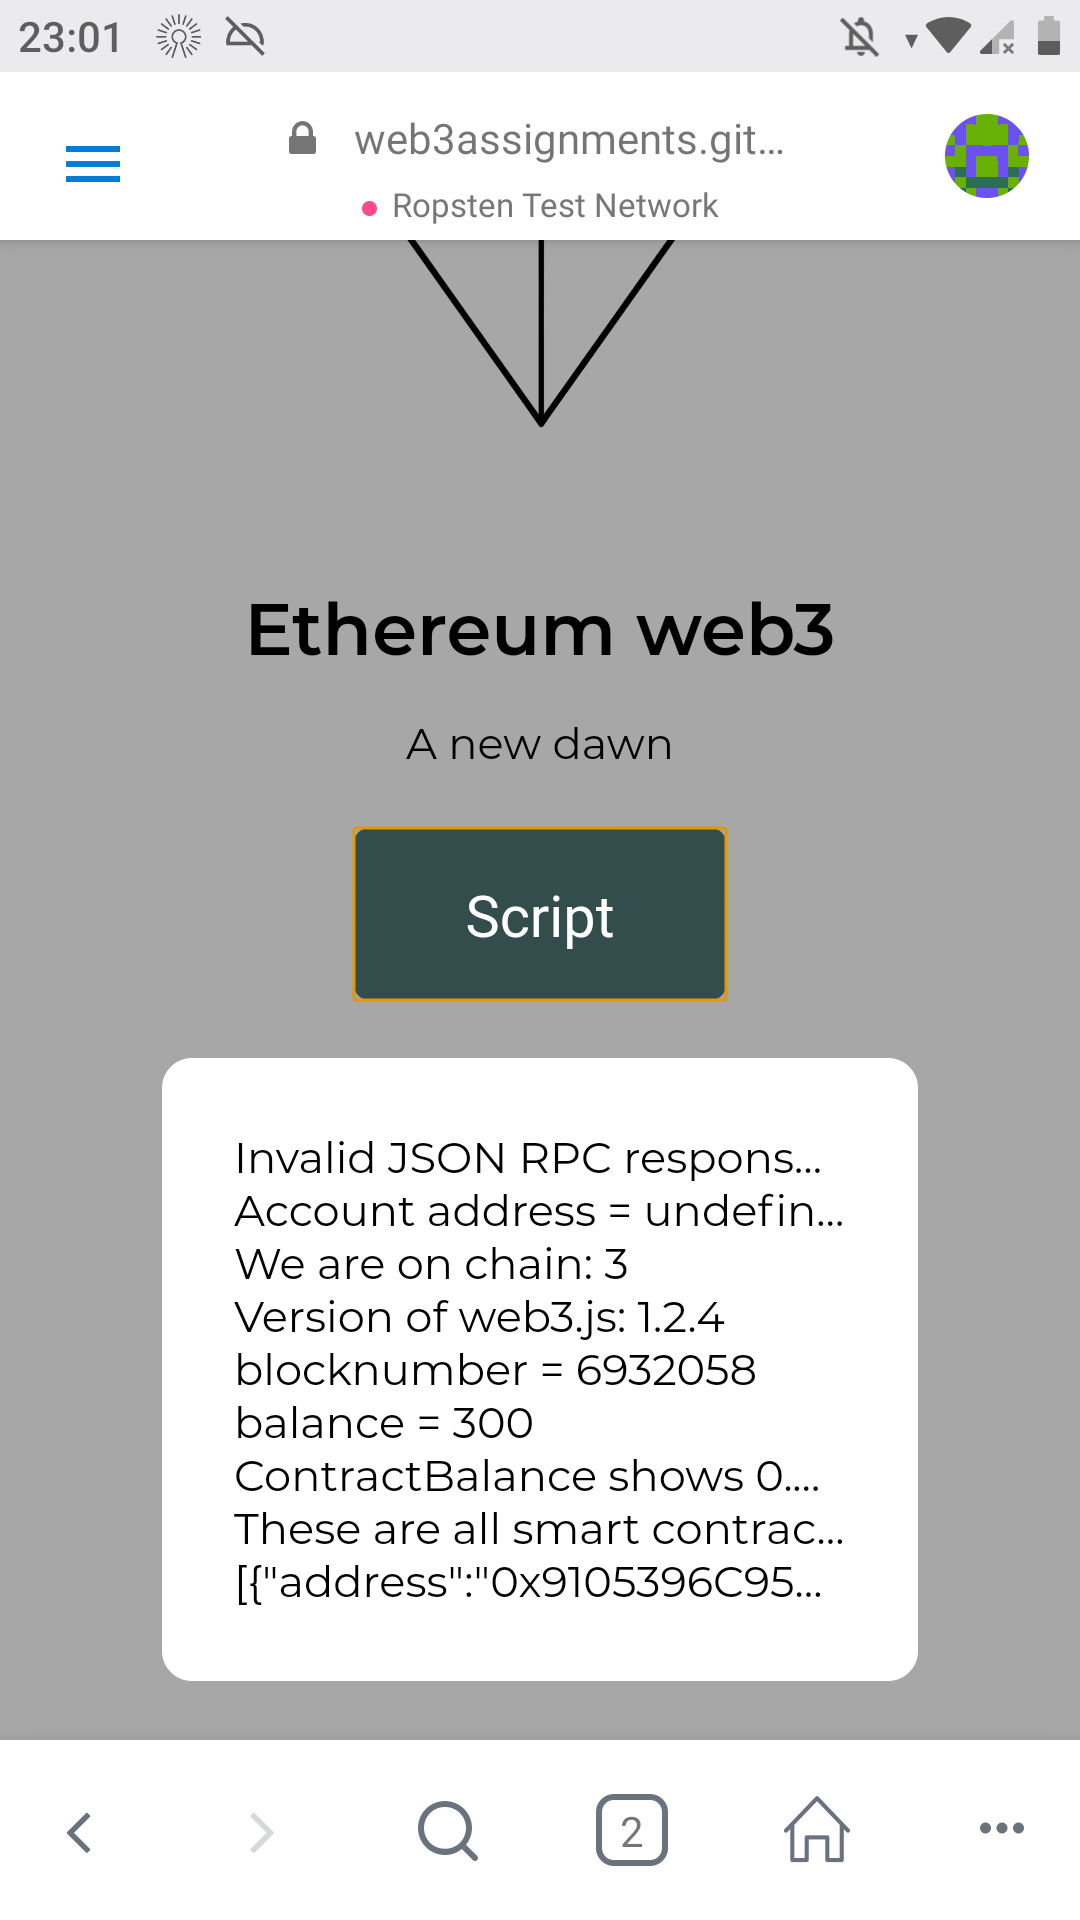 23:01
web3assignments.git...
Ropsten Test Network
Ethereum web3
A new dawn
Script
Invalid JSON RPC respons...
Account address = undefin...
We are on chain: 3
Version of web3.js: 1.2.4
blocknumber = 6932058
balance = 300
ContractBalance shows 0....
These are all smart contrac...
[{"address":"0x9105396C95...
2